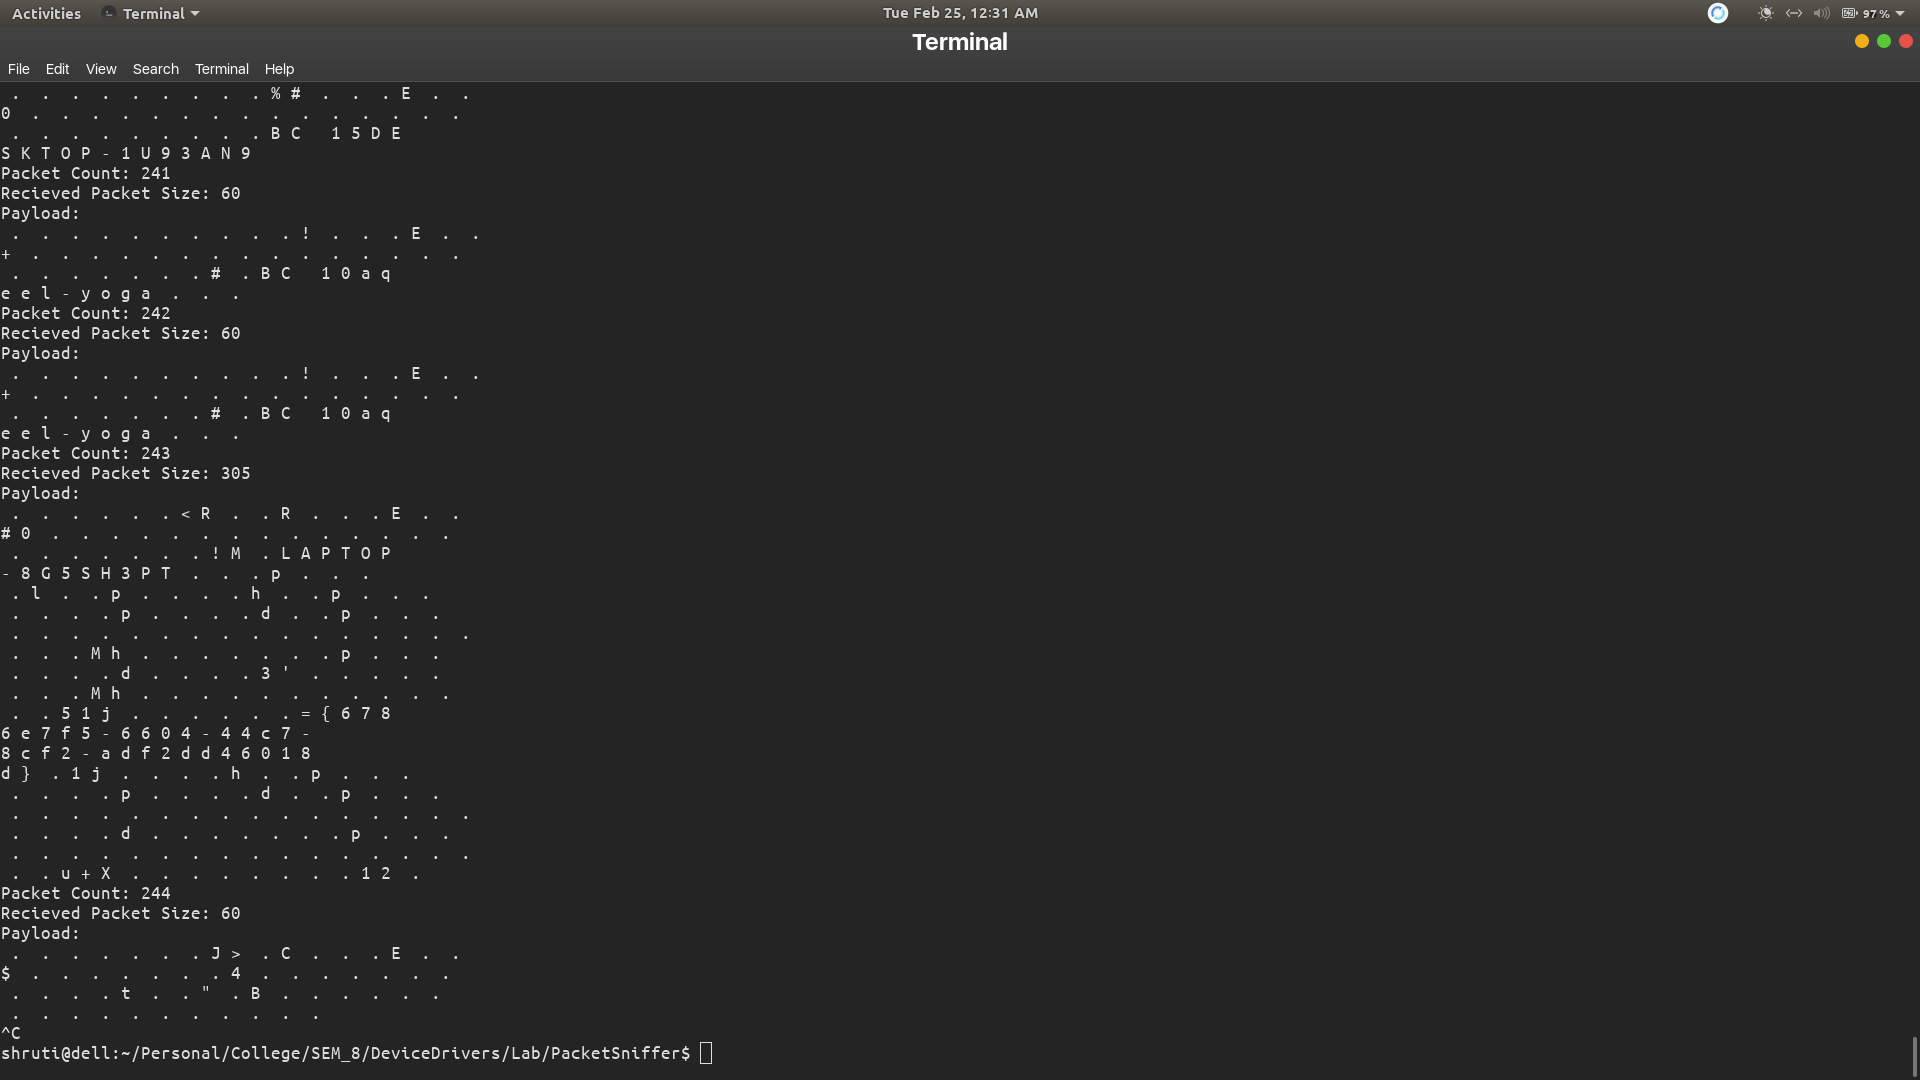 Activities Terminal Tue Feb 25, 12:31 AM 97 %
Terminal
File Edit View Search Terminal Help
. . . . . . . . . % # . . . E . .
0 . . . . . . . . . . . . . . .
. . . . . . . . . B C   1 5 D E
S K T O P - 1 U 9 3 A N 9
Packet Count: 241
Recieved Packet Size: 60
Payload:
. . . . . . . . . . ! . . . E . .
+ . . . . . . . . . . . . . . .
. . . . . . . # . B C   1 0 a q
e e l - y o g a . . .
Packet Count: 242
Recieved Packet Size: 60
Payload:
. . . . . . . . . . ! . . . E . .
+ . . . . . . . . . . . . . . .
. . . . . . . # . B C   1 0 a q
e e l - y o g a . . .
Packet Count: 243
Recieved Packet Size: 305
Payload:
. . . . . . < R . . R . . . E . .
# 0 . . . . . . . . . . . . . .
. . . . . . . ! M . L A P T O P
- 8 G 5 S H 3 P T . . . p . . .
. l . . p . . . . h . . p . . .
. . . . p . . . . d . . p . . .
. . . . . . . . . . . . . . . .
. . . M h . . . . . . . p . . .
. . . . d . . . . 3 ' . . . . .
. . . M h . . . . . . . . . . .
. . 5 1 j . . . . . . = { 6 7 8
6 e 7 f 5 - 6 6 0 4 - 4 4 c 7 -
8 c f 2 - a d f 2 d d 4 6 0 1 8
d } . 1 j . . . . h . . p . . .
. . . . p . . . . d . . p . . .
. . . . . . . . . . . . . . . .
. . . . d . . . . . . . p . . .
. . . . . . . . . . . . . . . .
. . u + X . . . . . . . . 1 2 .
Packet Count: 244
Recieved Packet Size: 60
Payload:
. . . . . . . J > . C . . . E . .
$ . . . . . . . 4 . . . . . . .
. . . . t . . " . B . . . . . .
. . . . . . . . . . .
^C
shruti@dell:~/Personal/College/SEM_8/DeviceDrivers/Lab/PacketSniffer$